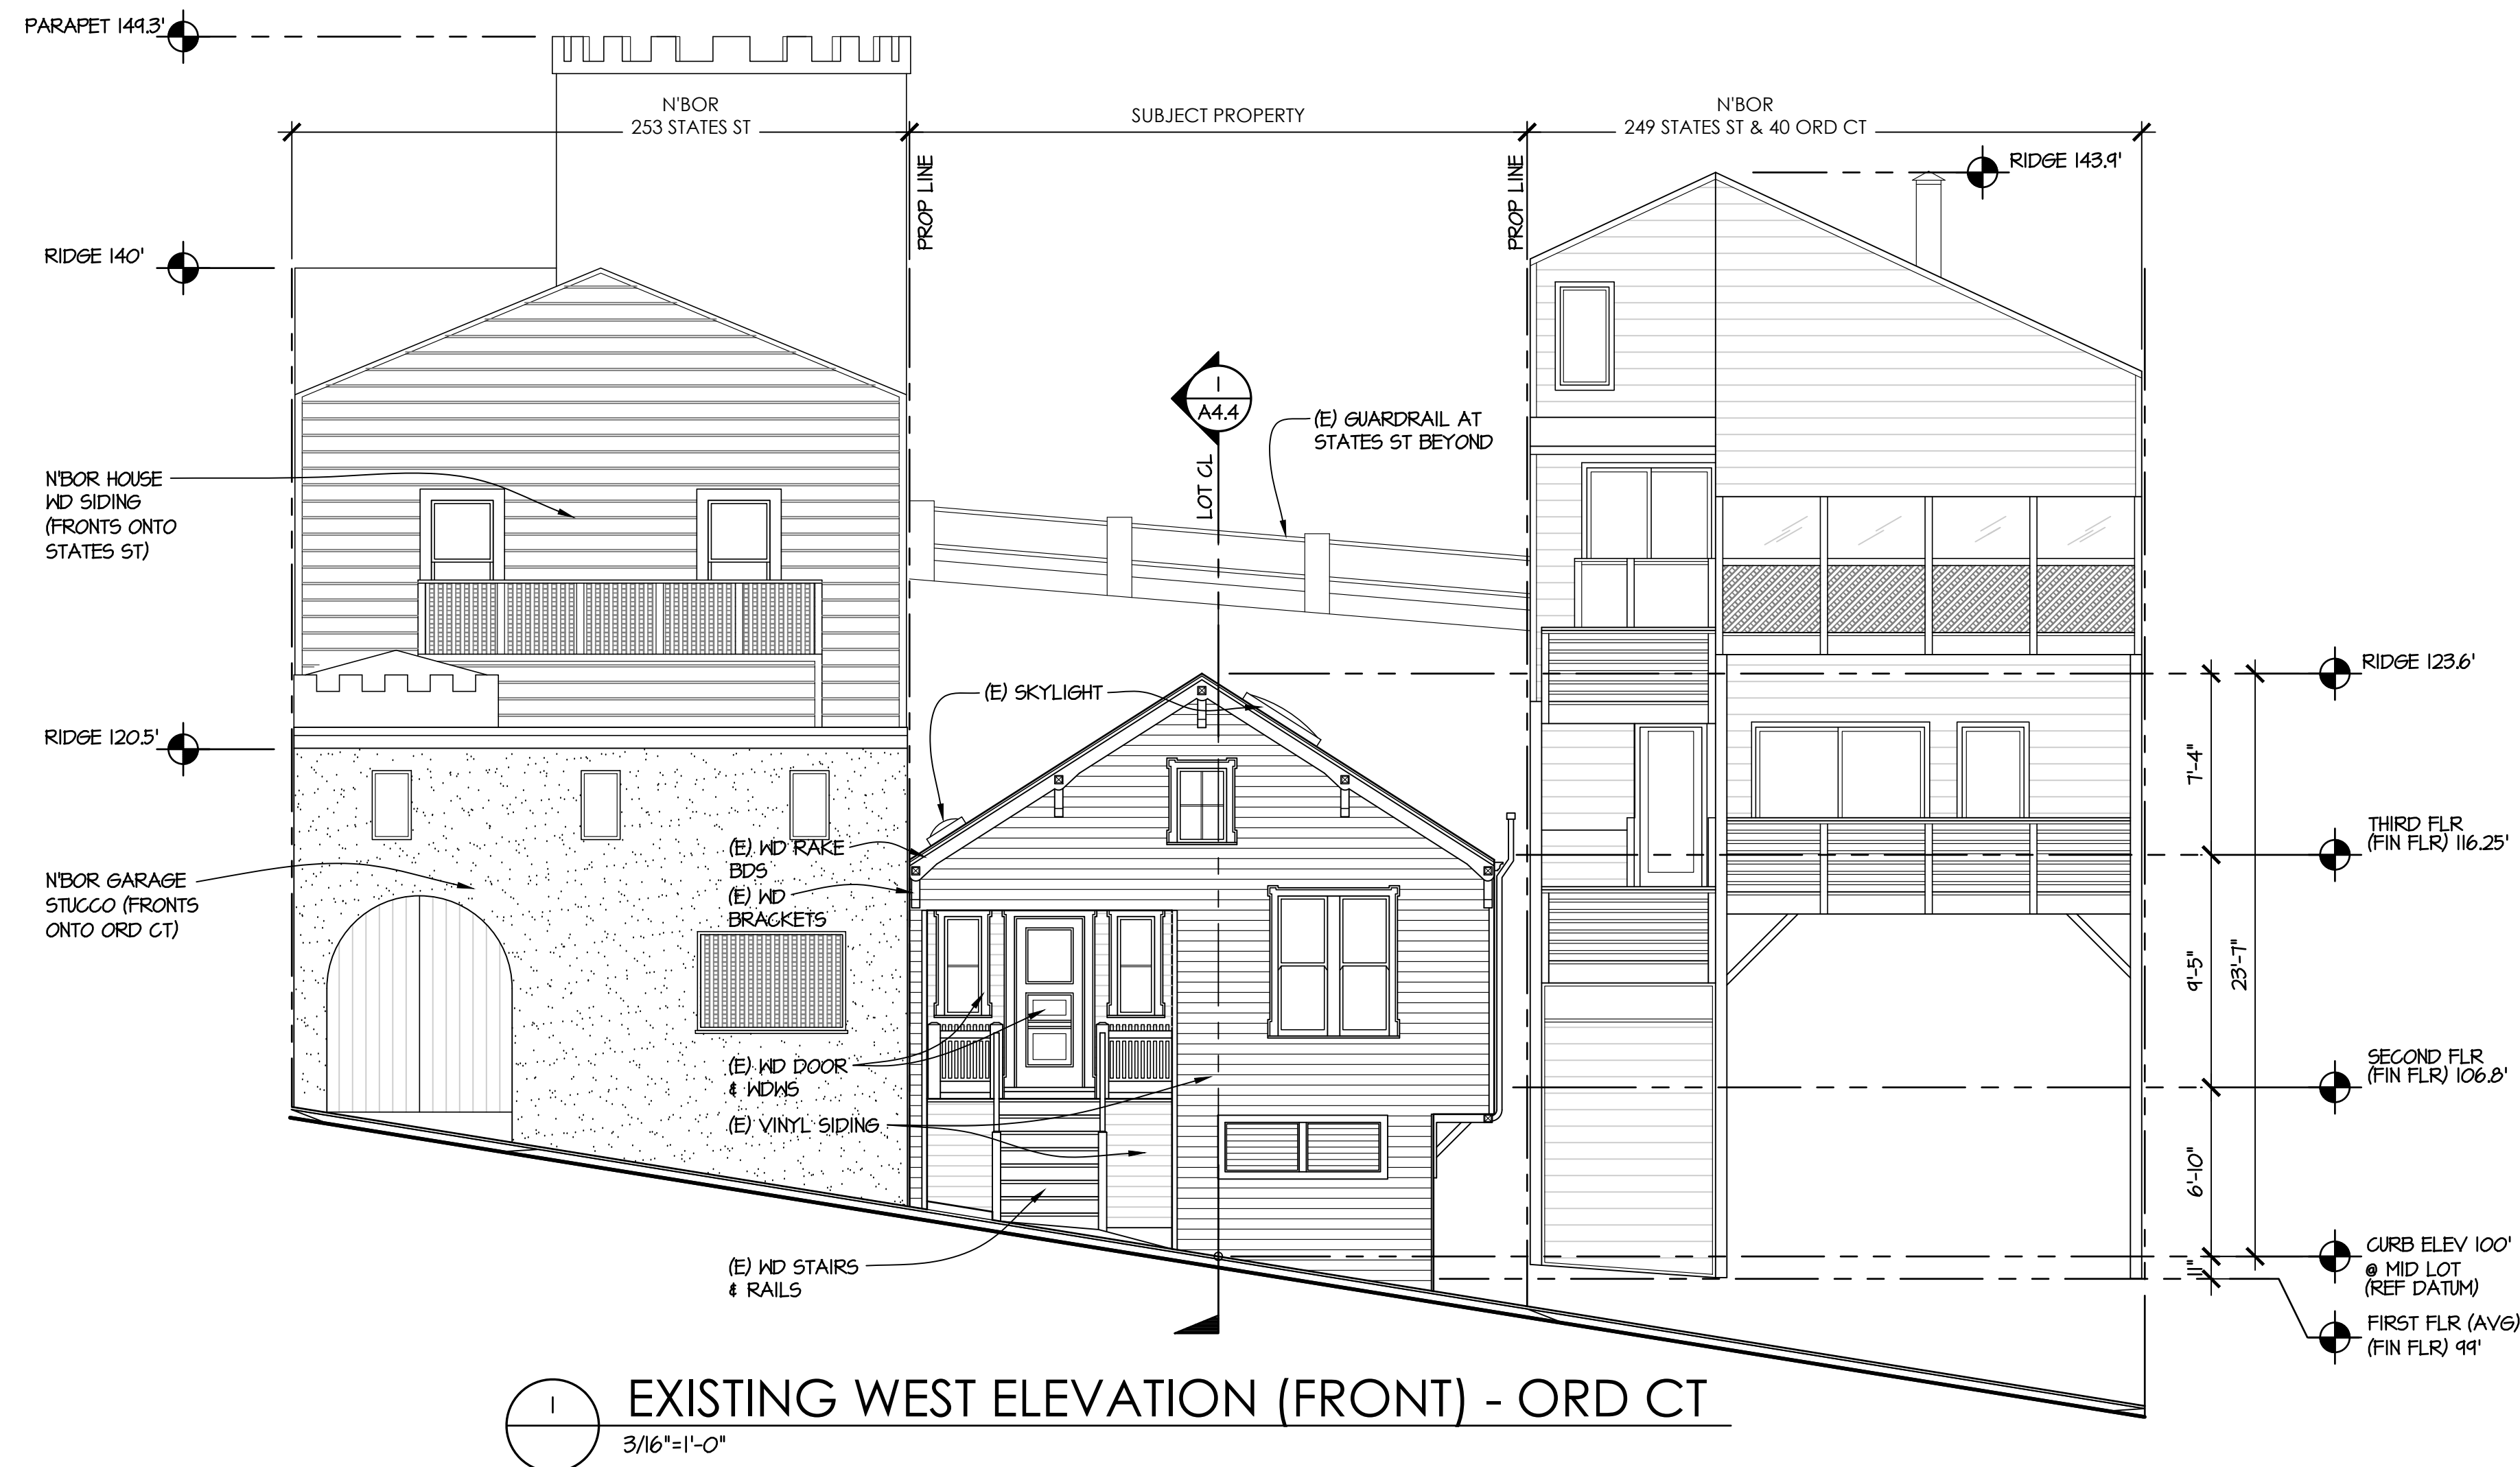 PARAPET 149.3'
N'BOR
253 STATES ST
SUBJECT PROPERTY
N'BOR
249 STATES ST & 40 ORD CT
PROP LINE
PROP LINE
RIDGE 143.9'
RIDGE 140'
1
A4.4
LOT CL
(E) GUARDRAIL AT
STATES ST BEYOND
N'BOR HOUSE
WD SIDING
(FRONTS ONTO
STATES ST)
RIDGE 123.6'
(E) SKYLIGHT
RIDGE 120.5'
7'-4"
THIRD FLR
(FIN FLR) 116.25'
(E) WD RAKE
BDS
(E) WD
BRACKETS
N'BOR GARAGE
STUCCO (FRONTS
ONTO ORD CT)
9'-5"
23'-7"
(E) WD DOOR
& WDWS
SECOND FLR
(FIN FLR) 106.8'
(E) VINYL SIDING
6'-10"
(E) WD STAIRS
& RAILS
CURB ELEV 100'
@ MID LOT
(REF DATUM)
11"
FIRST FLR (AVG)
(FIN FLR) 99'
1
EXISTING WEST ELEVATION (FRONT) - ORD CT
3/16"=1'-0"